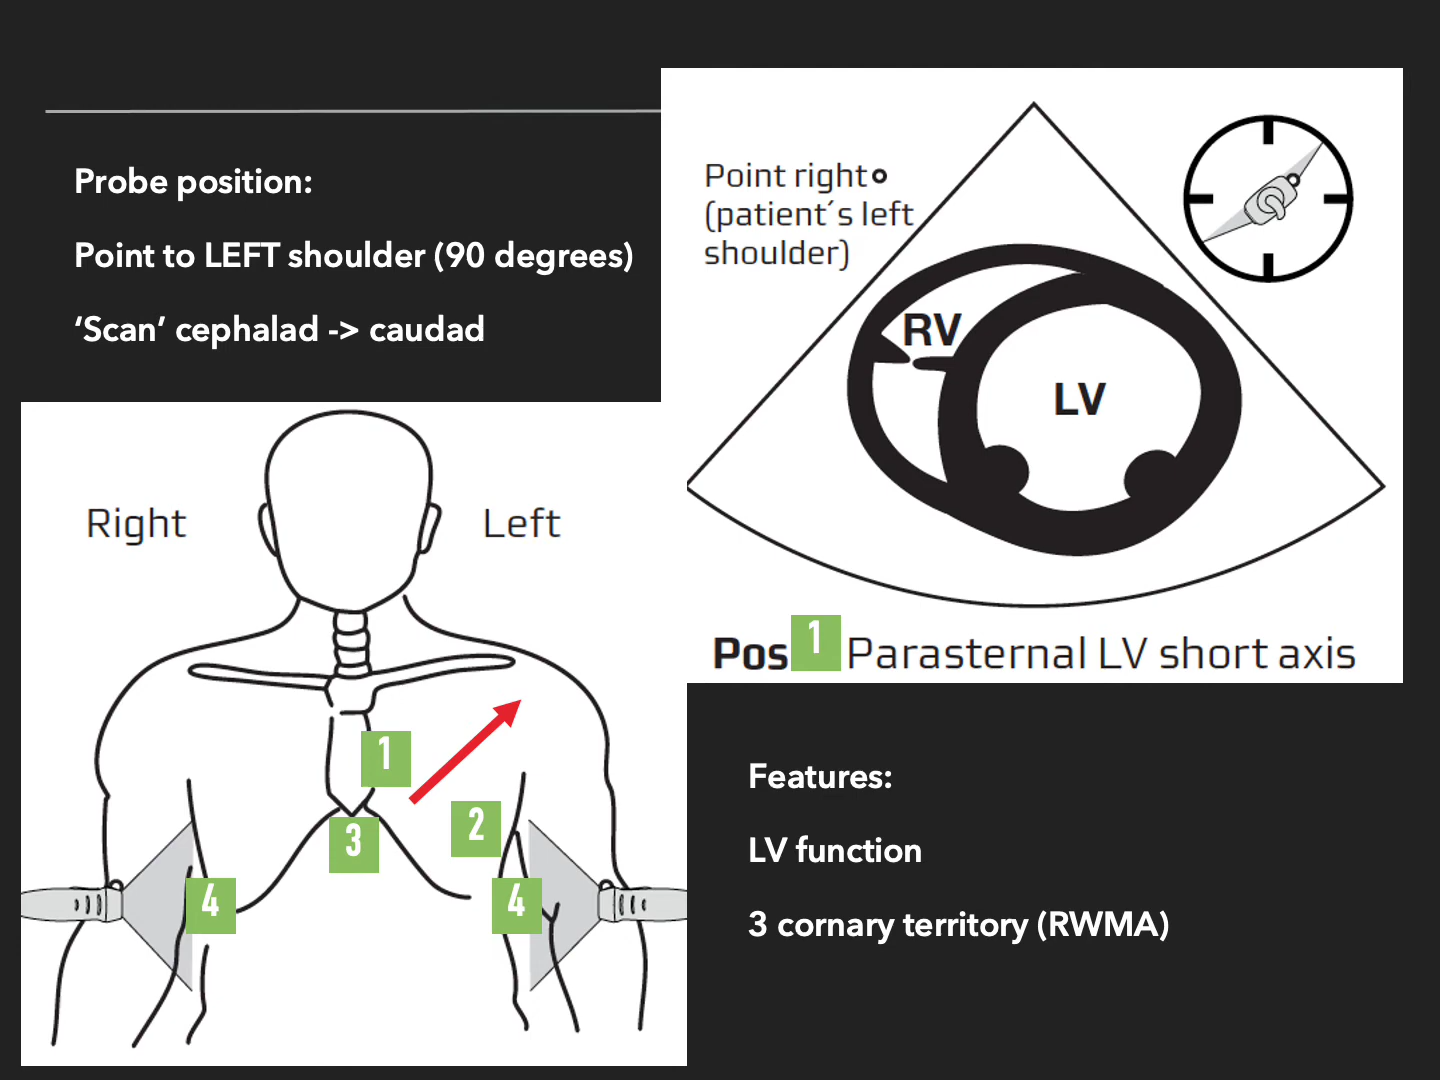 Probe position:
Point to LEFT shoulder (90 degrees)
‘Scan’ cephalad -> caudad
Point right
(patient´s left
shoulder)
RV
LV
Pos 1 Parasternal LV short axis
Right
Left
1
2
3
4
4
Features:
LV function
3 cornary territory (RWMA)